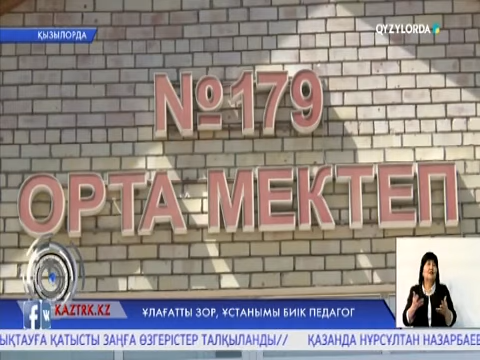 ҚЫЗЫЛОРДА
QYZYLORDA
№179
ОРТА МЕКТЕП
KAZTRK.KZ
ҰЛАҒАТТЫ ЗОР, ҰСТАНЫМЫ БИІК ПЕДАГОГ
ЫҚТАУҒА ҚАТЫСТЫ ЗАҢҒА ӨЗГЕРІСТЕР ТАЛҚЫЛАНДЫ// ҚАЗАНДА НҰРСҰЛТАН НАЗАРБАЕВ